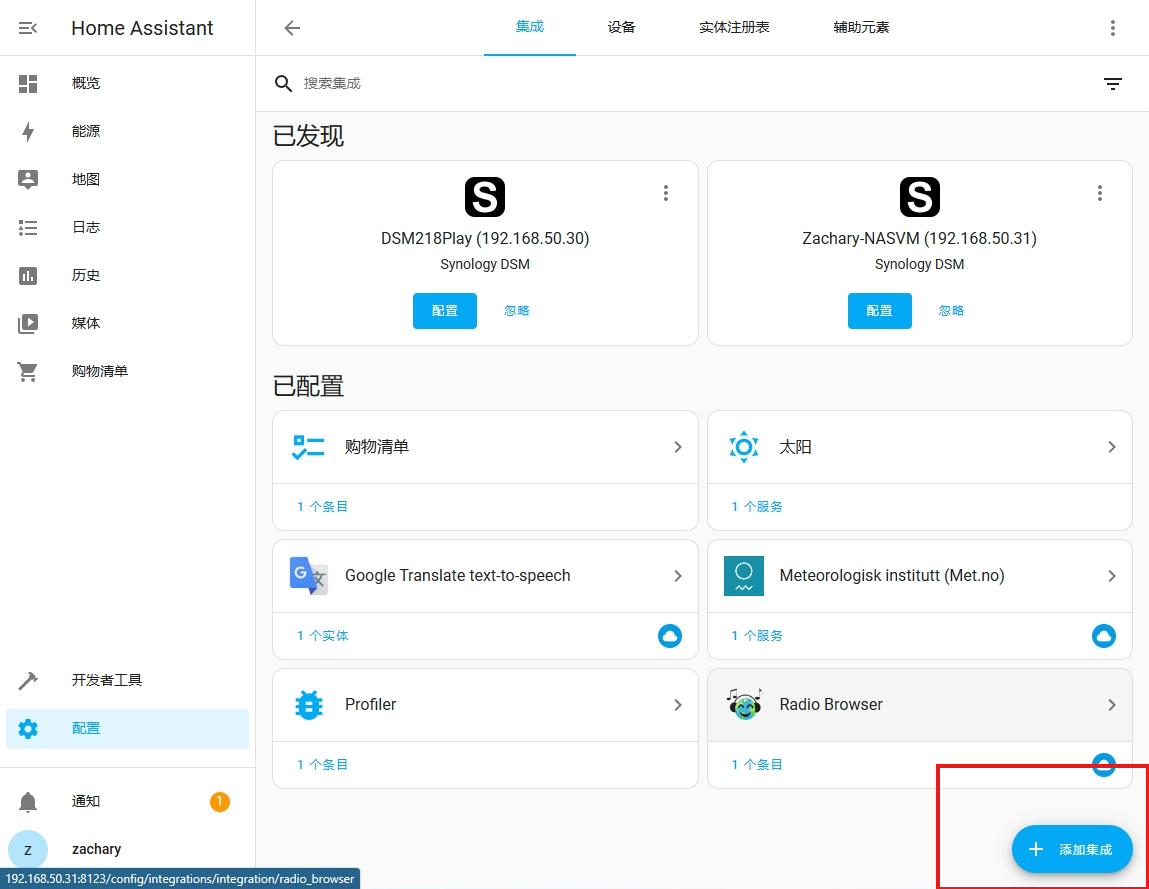 Home Assistant
集成
设备
实体注册表
辅助元素
概览
能源
地图
日志
历史
媒体
购物清单
开发者工具
配置
通知
1
z
zachary
192.168.50.31:8123/config/integrations/integration/radio_browser
搜索集成
已发现
S
DSM218Play (192.168.50.30)
Synology DSM
配置
忽略
S
Zachary-NASVM (192.168.50.31)
Synology DSM
配置
忽略
已配置
购物清单
1 个条目
太阳
1 个服务
G
文
Google Translate text-to-speech
1 个实体
Meteorologisk institutt (Met.no)
1 个服务
Profiler
1 个条目
Radio Browser
1 个条目
添加集成